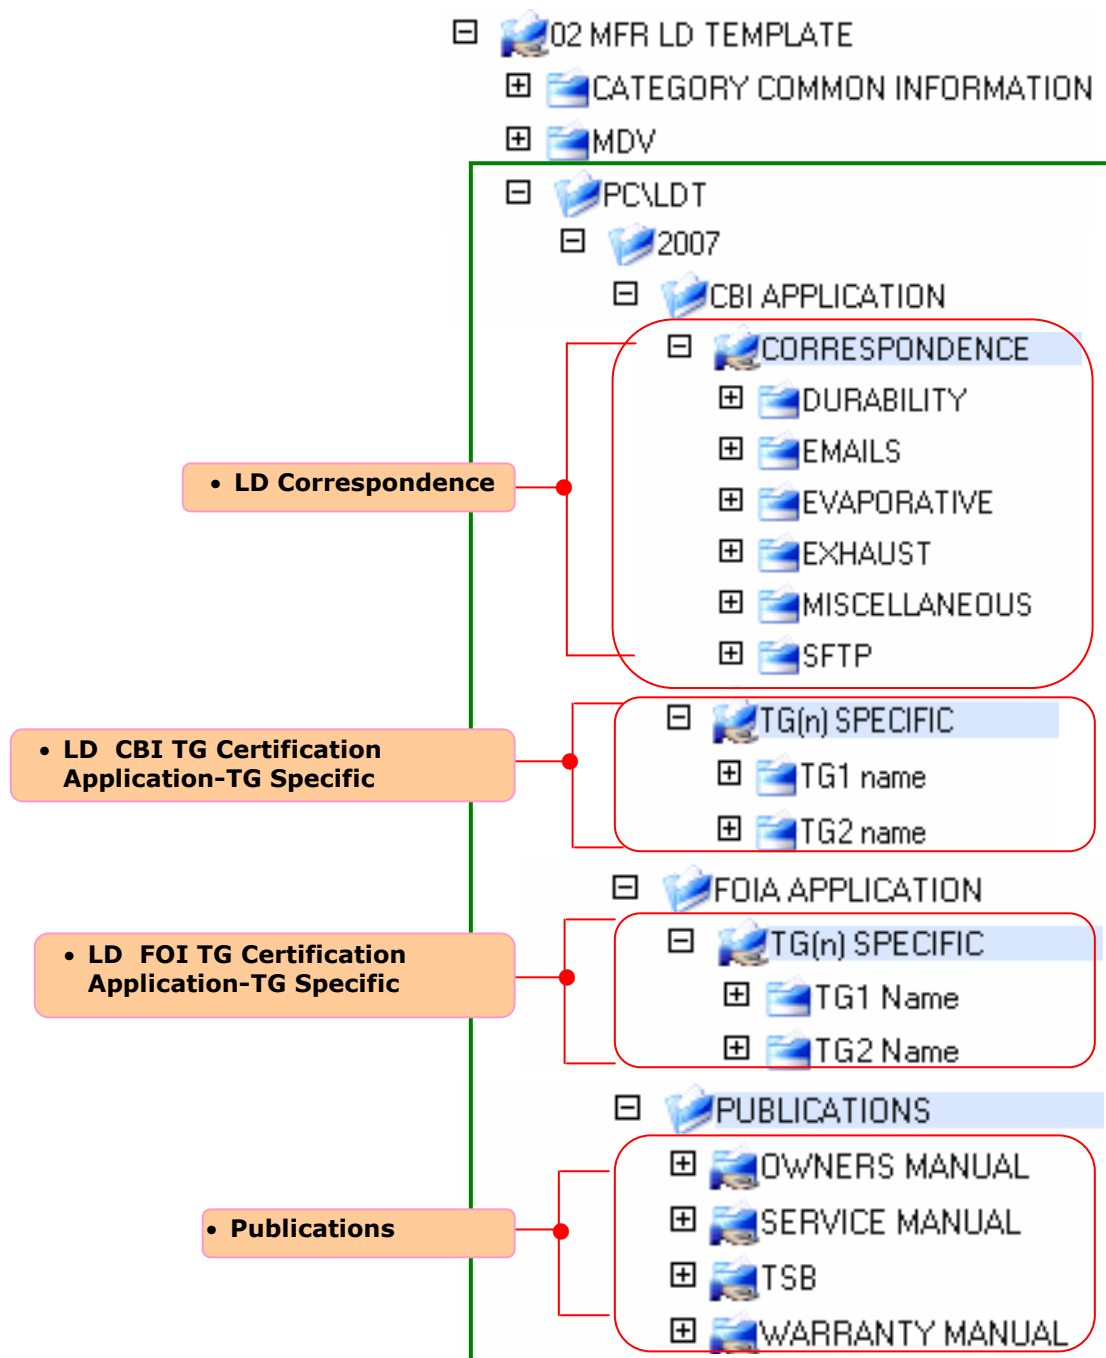 02 MFR LD TEMPLATE
CATEGORY COMMON INFORMATION
MDV
PC\LDT
2007
CBI APPLICATION
CORRESPONDENCE
DURABILITY
EMAILS
• LD Correspondence
EVAPORATIVE
EXHAUST
MISCELLANEOUS
SFTP
TG(n) SPECIFIC
• LD CBI TG Certification
Application-TG Specific
TG1 name
TG2 name
FOIA APPLICATION
TG(n) SPECIFIC
• LD FOI TG Certification
Application-TG Specific
TG1 Name
TG2 Name
PUBLICATIONS
OWNERS MANUAL
SERVICE MANUAL
• Publications
TSB
WARRANTY MANUAL